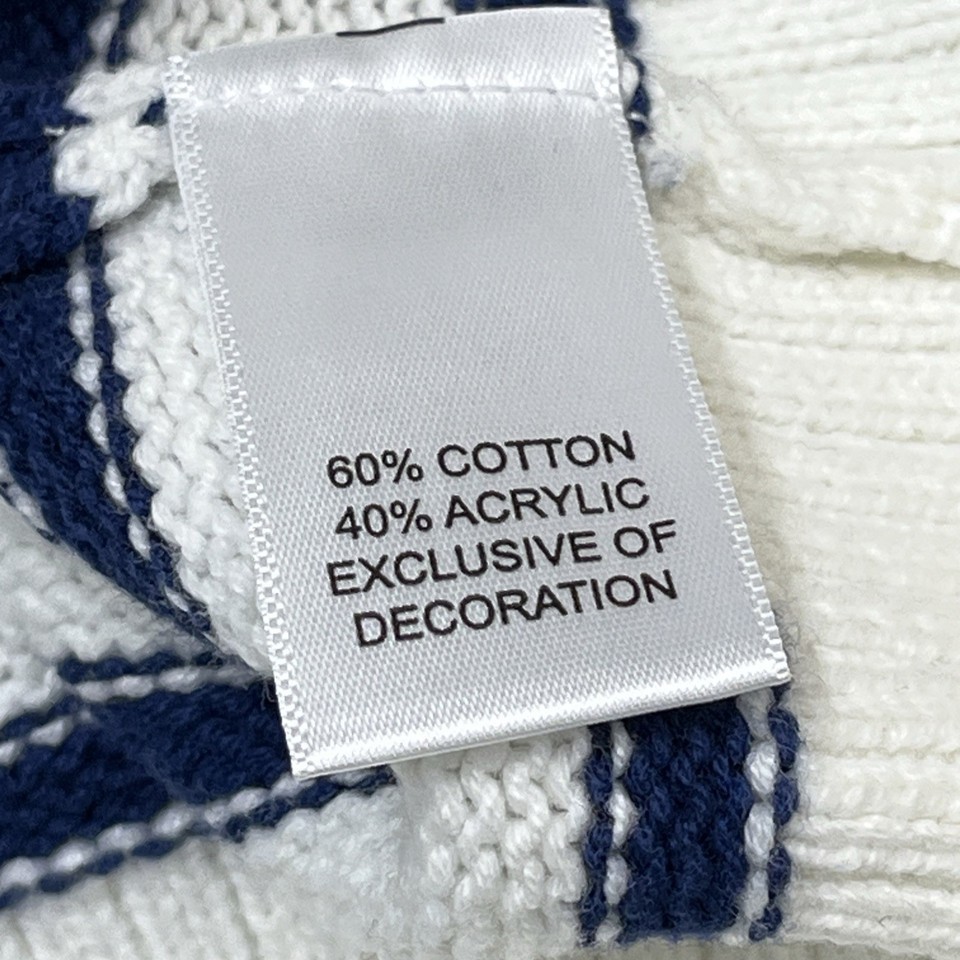 60% COTTON
40% ACRYLIC
EXCLUSIVE OF
DECORATION